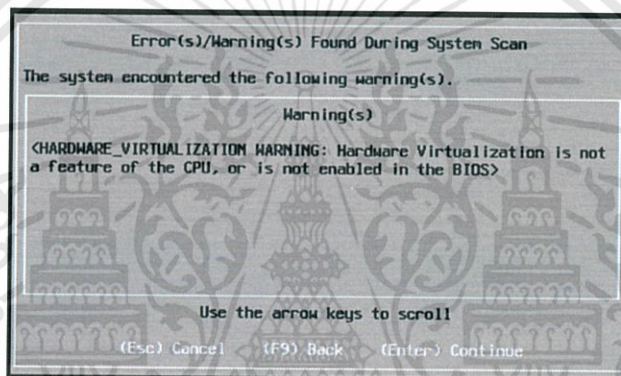 Error(s)/Warning(s) Found During System Scan
The system encountered the following warning(s).
Warning(s)
<HARDWARE_VIRTUALIZATION WARNING: Hardware Virtualization is not
a feature of the CPU, or is not enabled in the BIOS>
Use the arrow keys to scroll
(Esc) Cancel (F9) Back (Enter) Continue